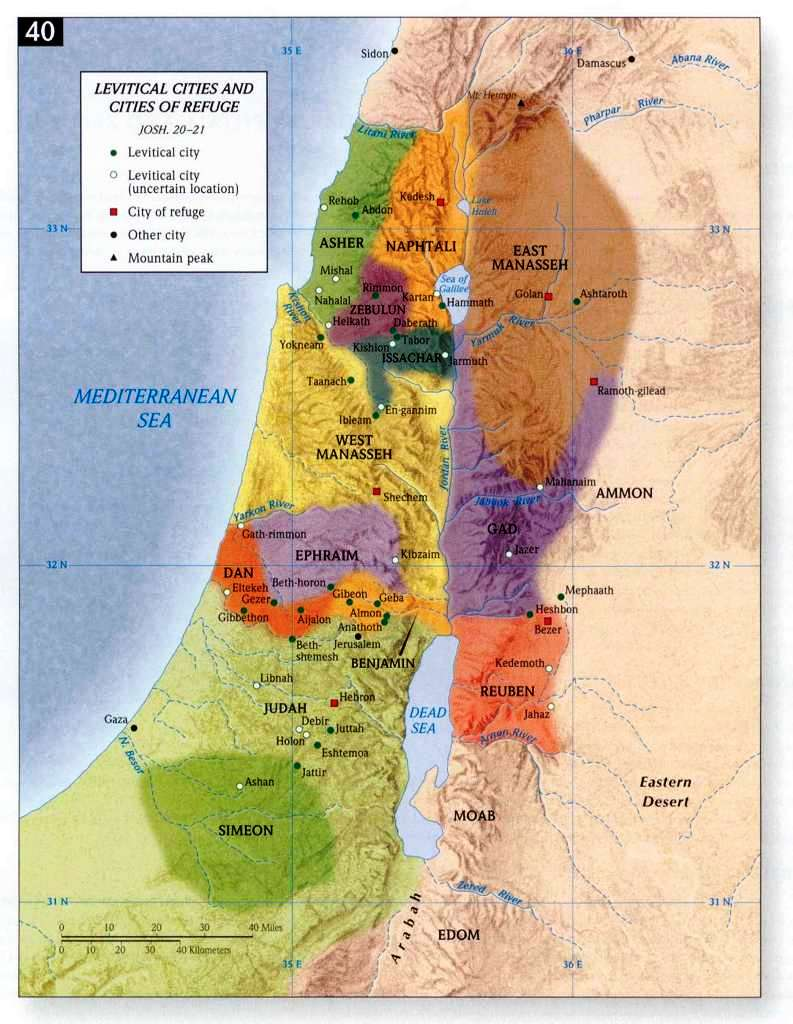 40
LEVITICAL CITIES AND
CITIES OF REFUGE
JOSH. 20–21
Levitical city
Levitical city
(uncertain location)
City of refuge
Other city
Mountain peak
35 E
36 E
Sidon
Damascus
Abana River
Mt. Hermon
Pharpar River
Litani River
Kedesh
Lake
Huleh
Rehob
Abdon
33 N
33 N
ASHER
NAPHTALI
EAST
MANASSEH
Mishal
Sea of
Galilee
Rimmon
Kartan
Golan
Ashtaroth
Nahalal
Hammath
ZEBULUN
Kishon
River
Helkath
Daberath
Yarmuk River
Yokneam
Tabor
Kishion
ISSACHAR
Jarmuth
Taanach
Ramoth-gilead
MEDITERRANEAN
SEA
En-gannim
Ibleam
WEST
MANASSEH
Jordan River
Mahanaim
Shechem
AMMON
Jabbok River
Yarkon River
GAD
Gath-rimmon
EPHRAIM
Kibzaim
Jazer
32 N
32 N
DAN
Beth-horon
Eltekeh
Gibeon
Geba
Mephaath
Gezer
Heshbon
Gibbethon
Aijalon
Almon
Anathoth
Bezer
Jerusalem
Beth-
shemesh
BENJAMIN
Kedemoth
Libnah
REUBEN
Hebron
JUDAH
DEAD
SEA
Jahaz
Gaza
Debir
Juttah
Holon
Arnon River
N. Besor
Eshtemoa
Jattir
Ashan
Eastern
Desert
MOAB
SIMEON
31 N
31 N
Zered River
Arabah
EDOM
0 10 20 30 40 Miles
0 10 20 30 40 Kilometers
35 E
36 E